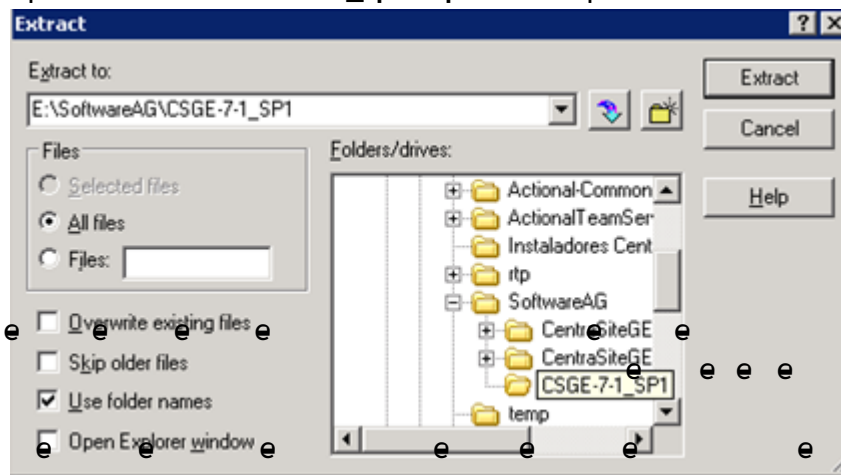 Extract
Extract to:
E:\SoftwareAG\CSGE-7-1_SP1
Extract
Cancel
Help
Files
Selected files
All files
Files:
Folders/drives:
Actional-Common
ActionalTeamSer
Instaladores Cent
rtp
SoftwareAG
CentraSiteGE
CentraSiteGE
CSGE-7-1_SP1
temp
Overwrite existing files
Skip older files
Use folder names
Open Explorer window
e e e e e e
e e e e
e e e e e e e